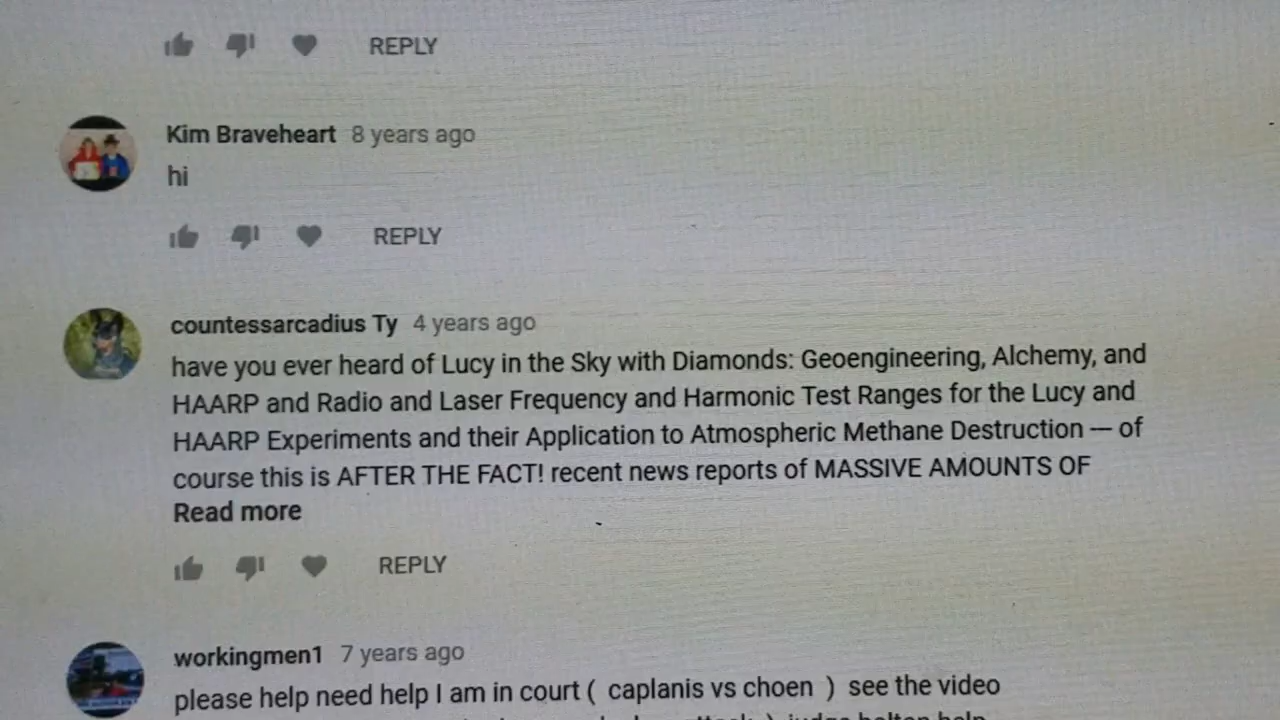 REPLY
Kim Braveheart 8 years ago
hi
REPLY
countessarcadius Ty 4 years ago
have you ever heard of Lucy in the Sky with Diamonds: Geoengineering, Alchemy, and
HAARP and Radio and Laser Frequency and Harmonic Test Ranges for the Lucy and
HAARP Experiments and their Application to Atmospheric Methane Destruction — of
course this is AFTER THE FACT! recent news reports of MASSIVE AMOUNTS OF
Read more
REPLY
workingmen1 7 years ago
please help need help I am in court ( caplanis vs choen ) see the video